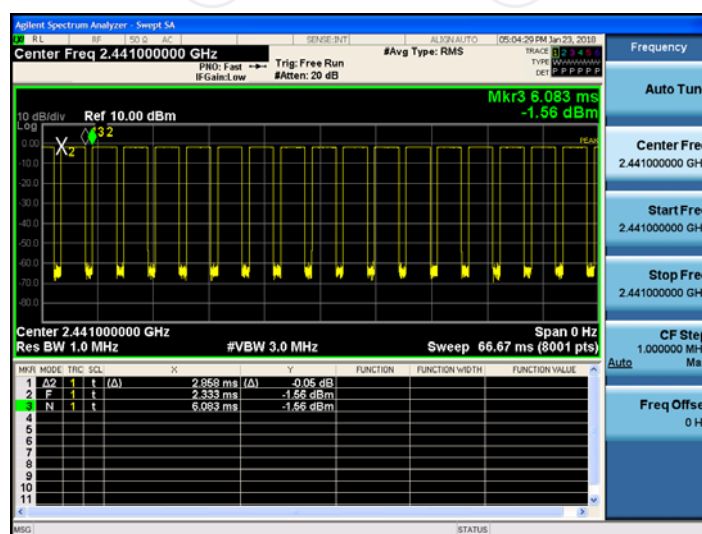 Agilent Spectrum Analyzer - Swept SA
RL RF 50 Ω AC SENSE:INT ALIGN AUTO 05:04:29 PM Jan 23, 2018
Center Freq 2.441000000 GHz #Avg Type: RMS TRACE 1 2 3 4 5 6
PNO: Fast Trig: Free Run TYPE W
IFGain:Low #Atten: 20 dB DET P P P P P P
Mkr3 6.083 ms
10 dB/div Ref 10.00 dBm -1.56 dBm
Log
0.00
-10.0
-20.0
-30.0
-40.0
-50.0
-60.0
-70.0
-80.0
X2
132
PEAK
Center 2.441000000 GHz Span 0 Hz
Res BW 1.0 MHz #VBW 3.0 MHz Sweep 66.67 ms (8001 pts)
MKR MODE TRC SCL X Y FUNCTION FUNCTION WIDTH FUNCTION VALUE
1 Δ2 1 t (Δ) 2.858 ms (Δ) -0.05 dB
2 F 1 t 2.333 ms -1.56 dBm
3 N 1 t 6.083 ms -1.56 dBm
4
5
6
7
8
9
10
11
MSG STATUS
Frequency
Auto Tun
Center Fre
2.441000000 GH
Start Fre
2.441000000 GH
Stop Fre
2.441000000 GH
CF Step
1.000000 MH
Auto Ma
Freq Offse
0 H